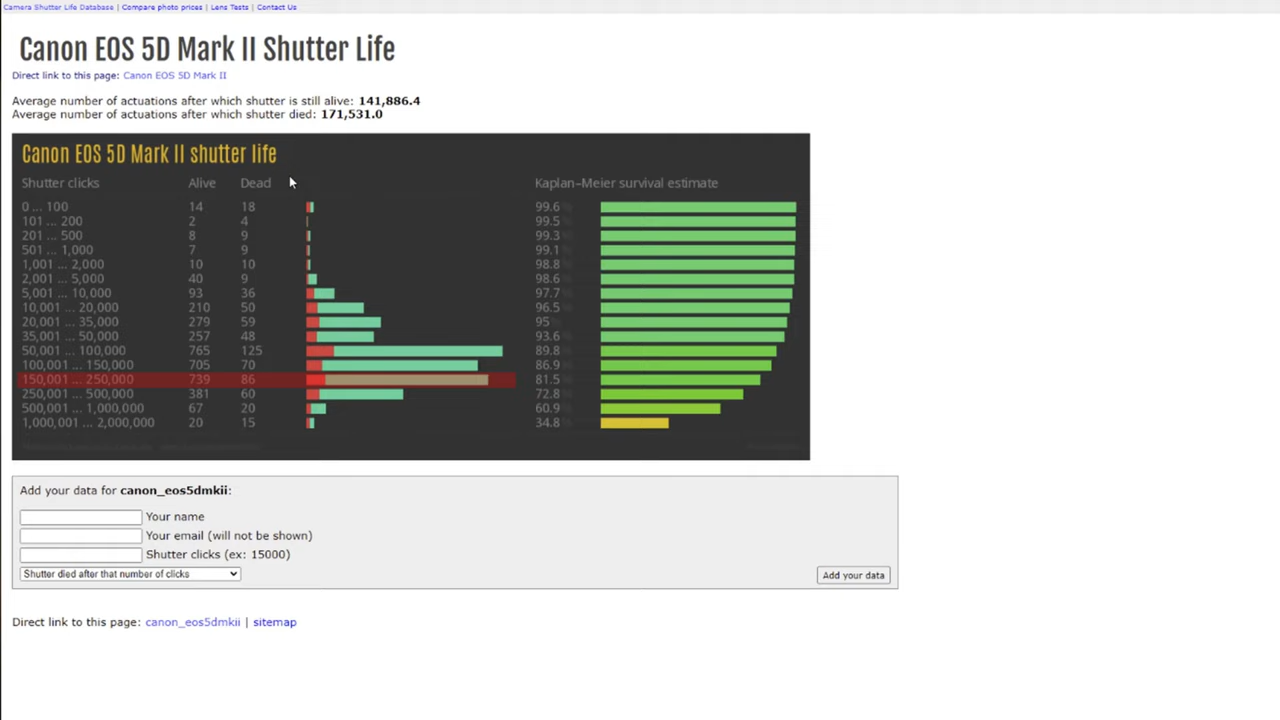 Camera Shutter Life Database | Compare photo prices | Lens Tests | Contact Us
Canon EOS 5D Mark II Shutter Life
Direct link to this page: Canon EOS 5D Mark II
Average number of actuations after which shutter is still alive: 141,886.4
Average number of actuations after which shutter died: 171,531.0
Canon EOS 5D Mark II shutter life
Shutter clicks Alive Dead Kaplan–Meier survival estimate
0 ... 100 14 18 99.6 %
101 ... 200 2 4 99.5 %
201 ... 500 8 9 99.3 %
501 ... 1,000 7 9 99.1 %
1,001 ... 2,000 10 10 98.8 %
2,001 ... 5,000 40 9 98.6 %
5,001 ... 10,000 93 36 97.7 %
10,001 ... 20,000 210 50 96.5 %
20,001 ... 35,000 279 59 95 %
35,001 ... 50,000 257 48 93.6 %
50,001 ... 100,000 765 125 89.8 %
100,001 ... 150,000 705 70 86.9 %
150,001 ... 250,000 739 86 81.5 %
250,001 ... 500,000 381 60 72.8 %
500,001 ... 1,000,000 67 20 60.9 %
1,000,001 ... 2,000,000 20 15 34.8 %
Add your data for canon_eos5dmkii:
Your name
Your email (will not be shown)
Shutter clicks (ex: 15000)
Shutter died after that number of clicks Add your data
Direct link to this page: canon_eos5dmkii | sitemap